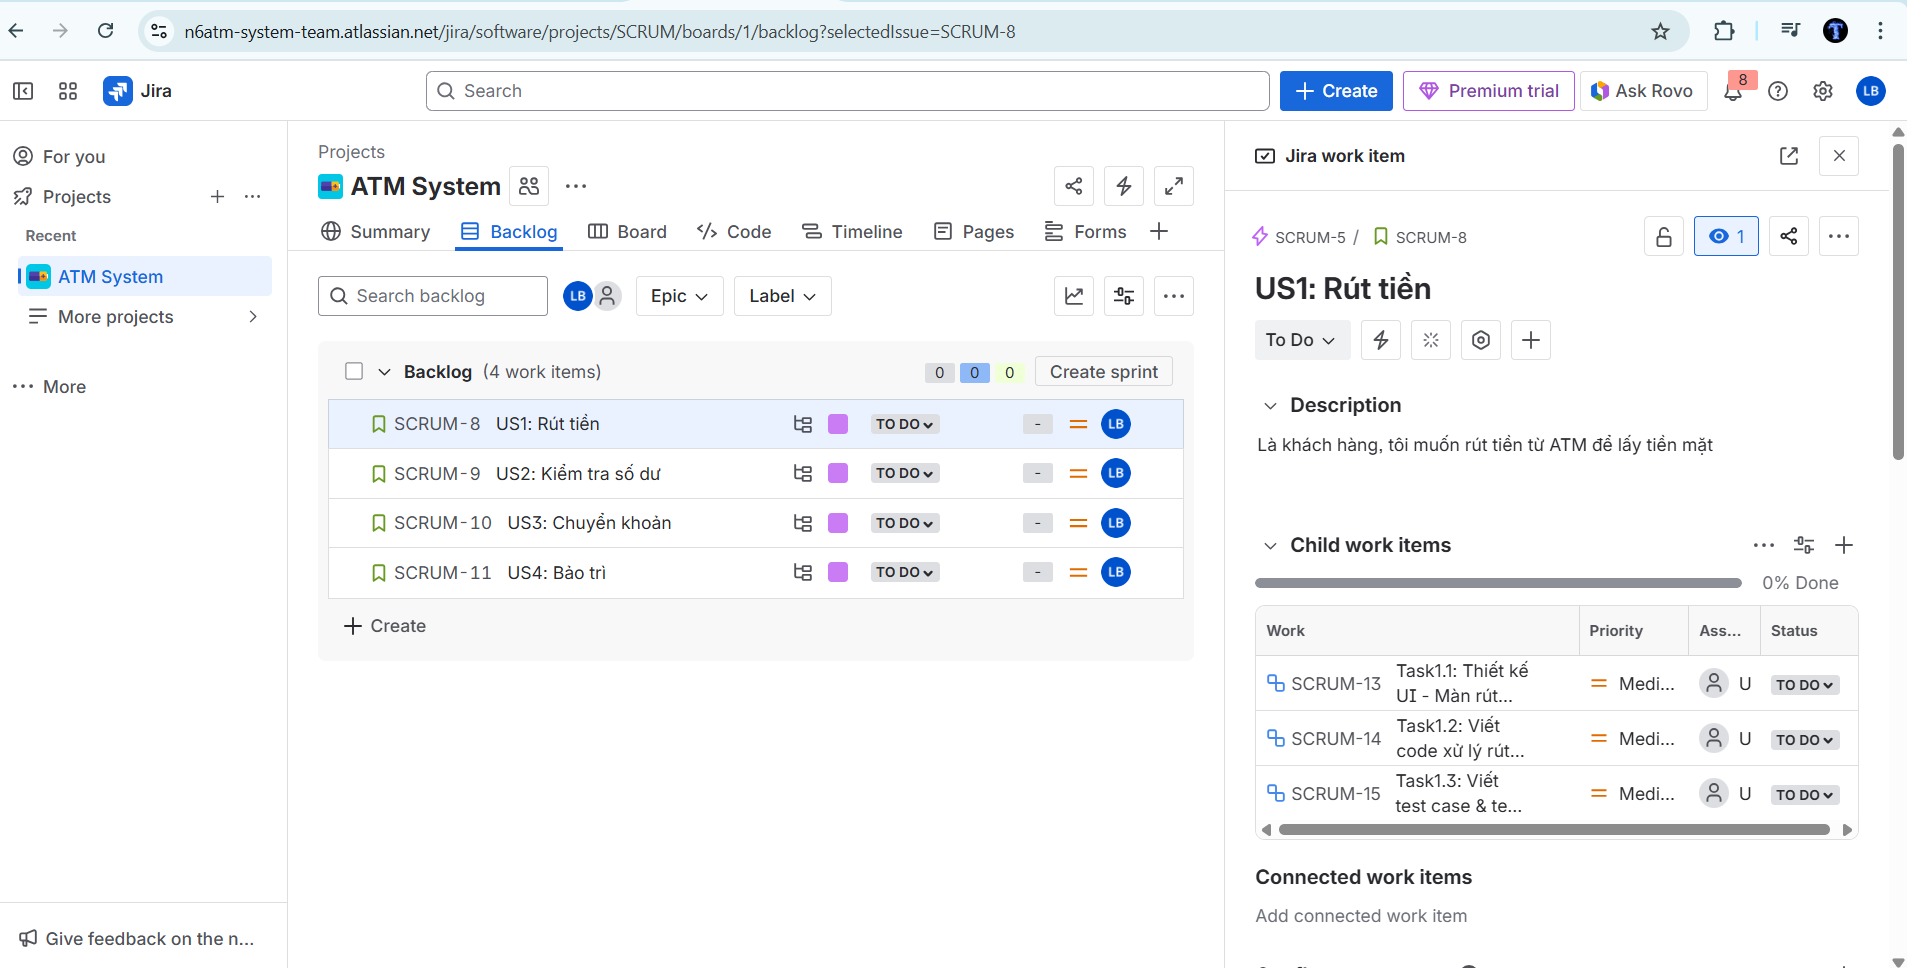 n6atm-system-team.atlassian.net/jira/software/projects/SCRUM/boards/1/backlog?selectedIssue=SCRUM-8
Jira
Search
Create
Premium trial
Ask Rovo
8
LB
For you
Projects
Recent
ATM System
More projects
More
Give feedback on the n...
Projects
ATM System
Summary
Backlog
Board
Code
Timeline
Pages
Forms
Search backlog
LB
Epic
Label
Backlog (4 work items)
0 0 0
Create sprint
SCRUM-8 US1: Rút tiền TO DO - LB
SCRUM-9 US2: Kiểm tra số dư TO DO - LB
SCRUM-10 US3: Chuyển khoản TO DO - LB
SCRUM-11 US4: Bảo trì TO DO - LB
Create
Jira work item
SCRUM-5 / SCRUM-8
1
US1: Rút tiền
To Do
Description
Là khách hàng, tôi muốn rút tiền từ ATM để lấy tiền mặt
Child work items
0% Done
Work Priority Ass... Status
SCRUM-13 Task1.1: Thiết kế UI - Màn rút... Medi... U TO DO
SCRUM-14 Task1.2: Viết code xử lý rút... Medi... U TO DO
SCRUM-15 Task1.3: Viết test case & te... Medi... U TO DO
Connected work items
Add connected work item